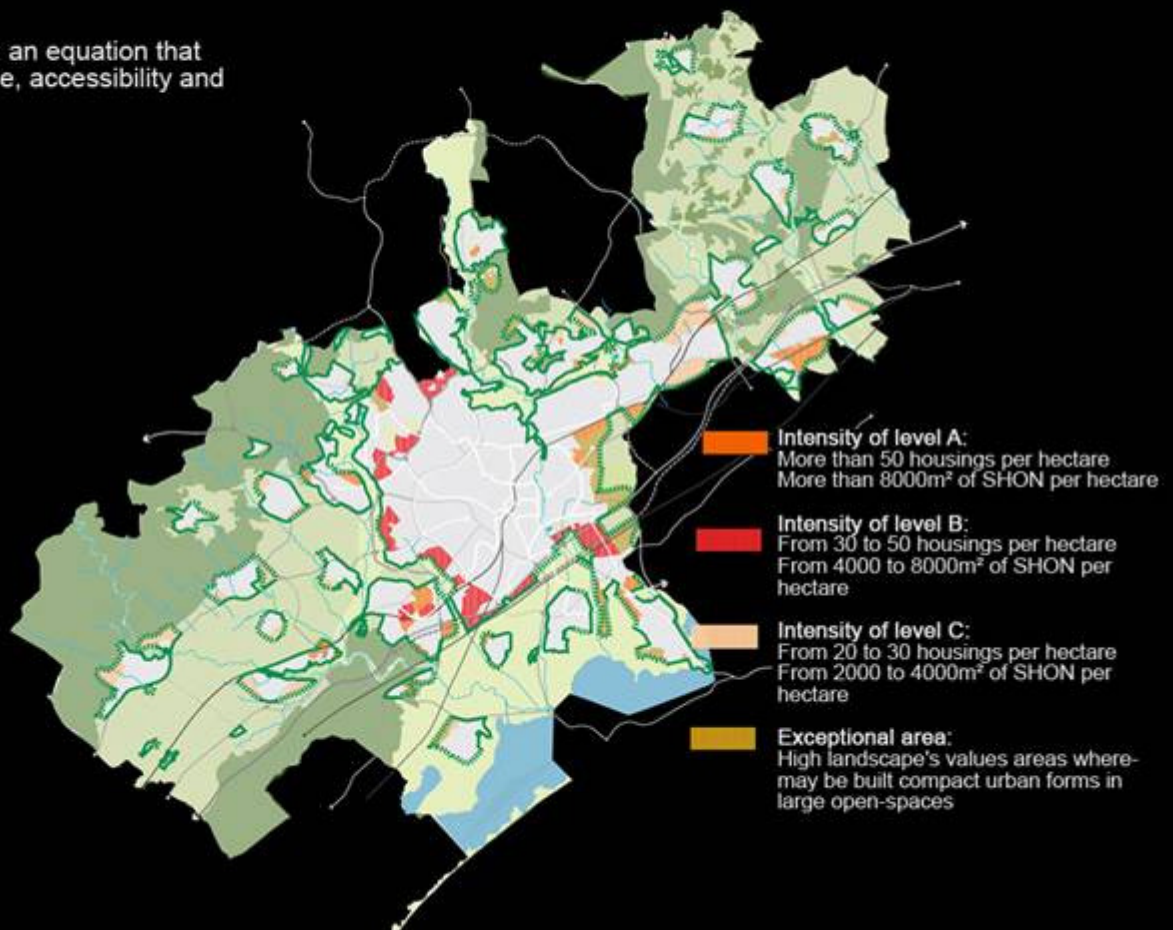 an equation that
e, accessibility and
Intensity of level A:
More than 50 housings per hectare
More than 8000m² of SHON per hectare
Intensity of level B:
From 30 to 50 housings per hectare
From 4000 to 8000m² of SHON per
hectare
Intensity of level C:
From 20 to 30 housings per hectare
From 2000 to 4000m² of SHON per
hectare
Exceptional area:
High landscape's values areas where-
may be built compact urban forms in
large open-spaces